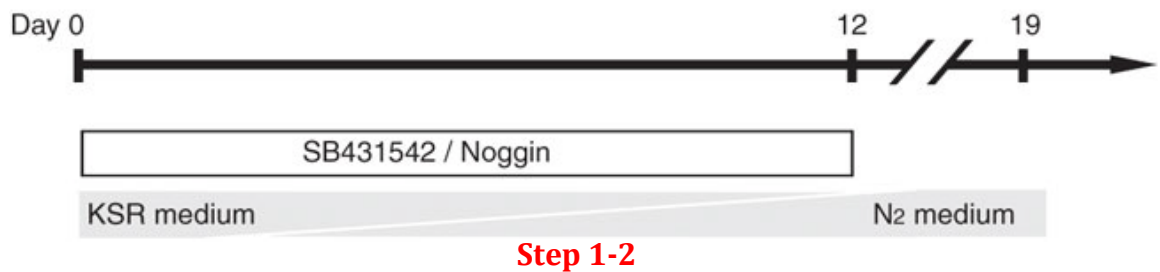 Day 0 12 19
SB431542 / Noggin
KSR medium N2 medium
Step 1-2